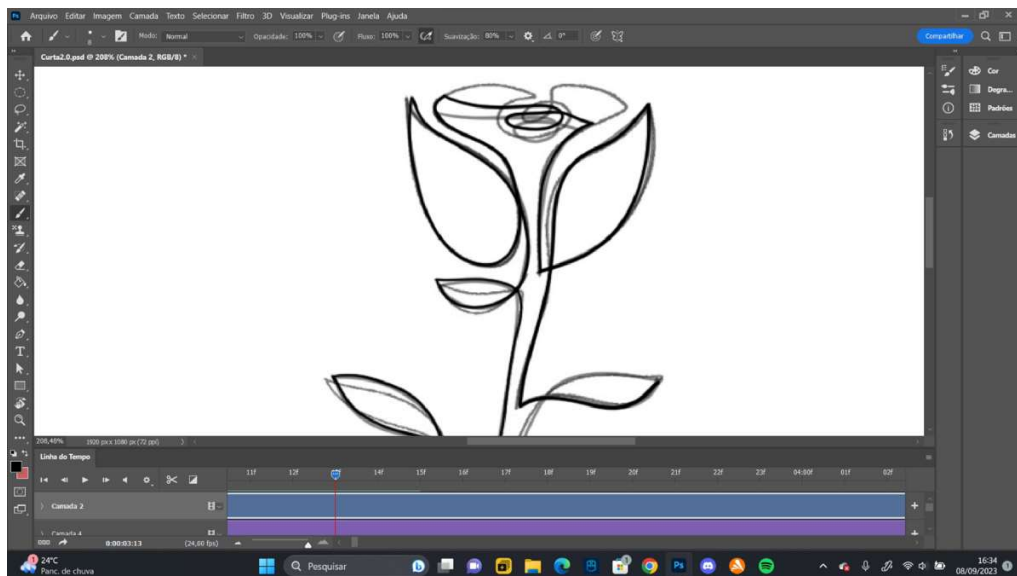 Ps Arquivo Editar Imagem Camada Texto Selecionar Filtro 3D Visualizar Plug-ins Janela Ajuda
Modo: Normal Opacidade: 100% Fluxo: 100% Suavização: 80% 0° Compartilhar
Curta2.0.psd @ 208% (Camada 2, RGB/8) *
Cor
Degra...
Padrões
Camadas
208,48% 1920 px x 1080 px (72 ppi)
Linha do Tempo
11f 12f 14f 15f 16f 17f 18f 19f 20f 21f 22f 23f 04:00f 01f 02f
Camada 2
Camada 4
0:00:03:13 (24,00 fps)
24°C
Panc. de chuva
Pesquisar
Ps
16:34
08/09/2023